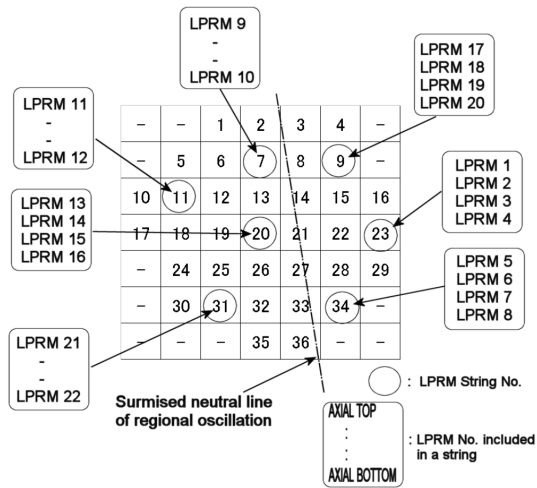 LPRM 9
-
-
LPRM 10
LPRM 17
LPRM 18
LPRM 19
LPRM 20
LPRM 11
-
-
LPRM 12
LPRM 1
LPRM 2
LPRM 3
LPRM 4
LPRM 13
LPRM 14
LPRM 15
LPRM 16
LPRM 5
LPRM 6
LPRM 7
LPRM 8
LPRM 21
-
-
LPRM 22
– – 1 2 3 4 –
– 5 6 7 8 9 –
10 11 12 13 14 15 16
17 18 19 20 21 22 23
– 24 25 26 27 28 29
– 30 31 32 33 34 –
– – – 35 36 – –
Surmised neutral line
of regional oscillation
: LPRM String No.
AXIAL TOP
:
:
:
AXIAL BOTTOM
: LPRM No. included
in a string